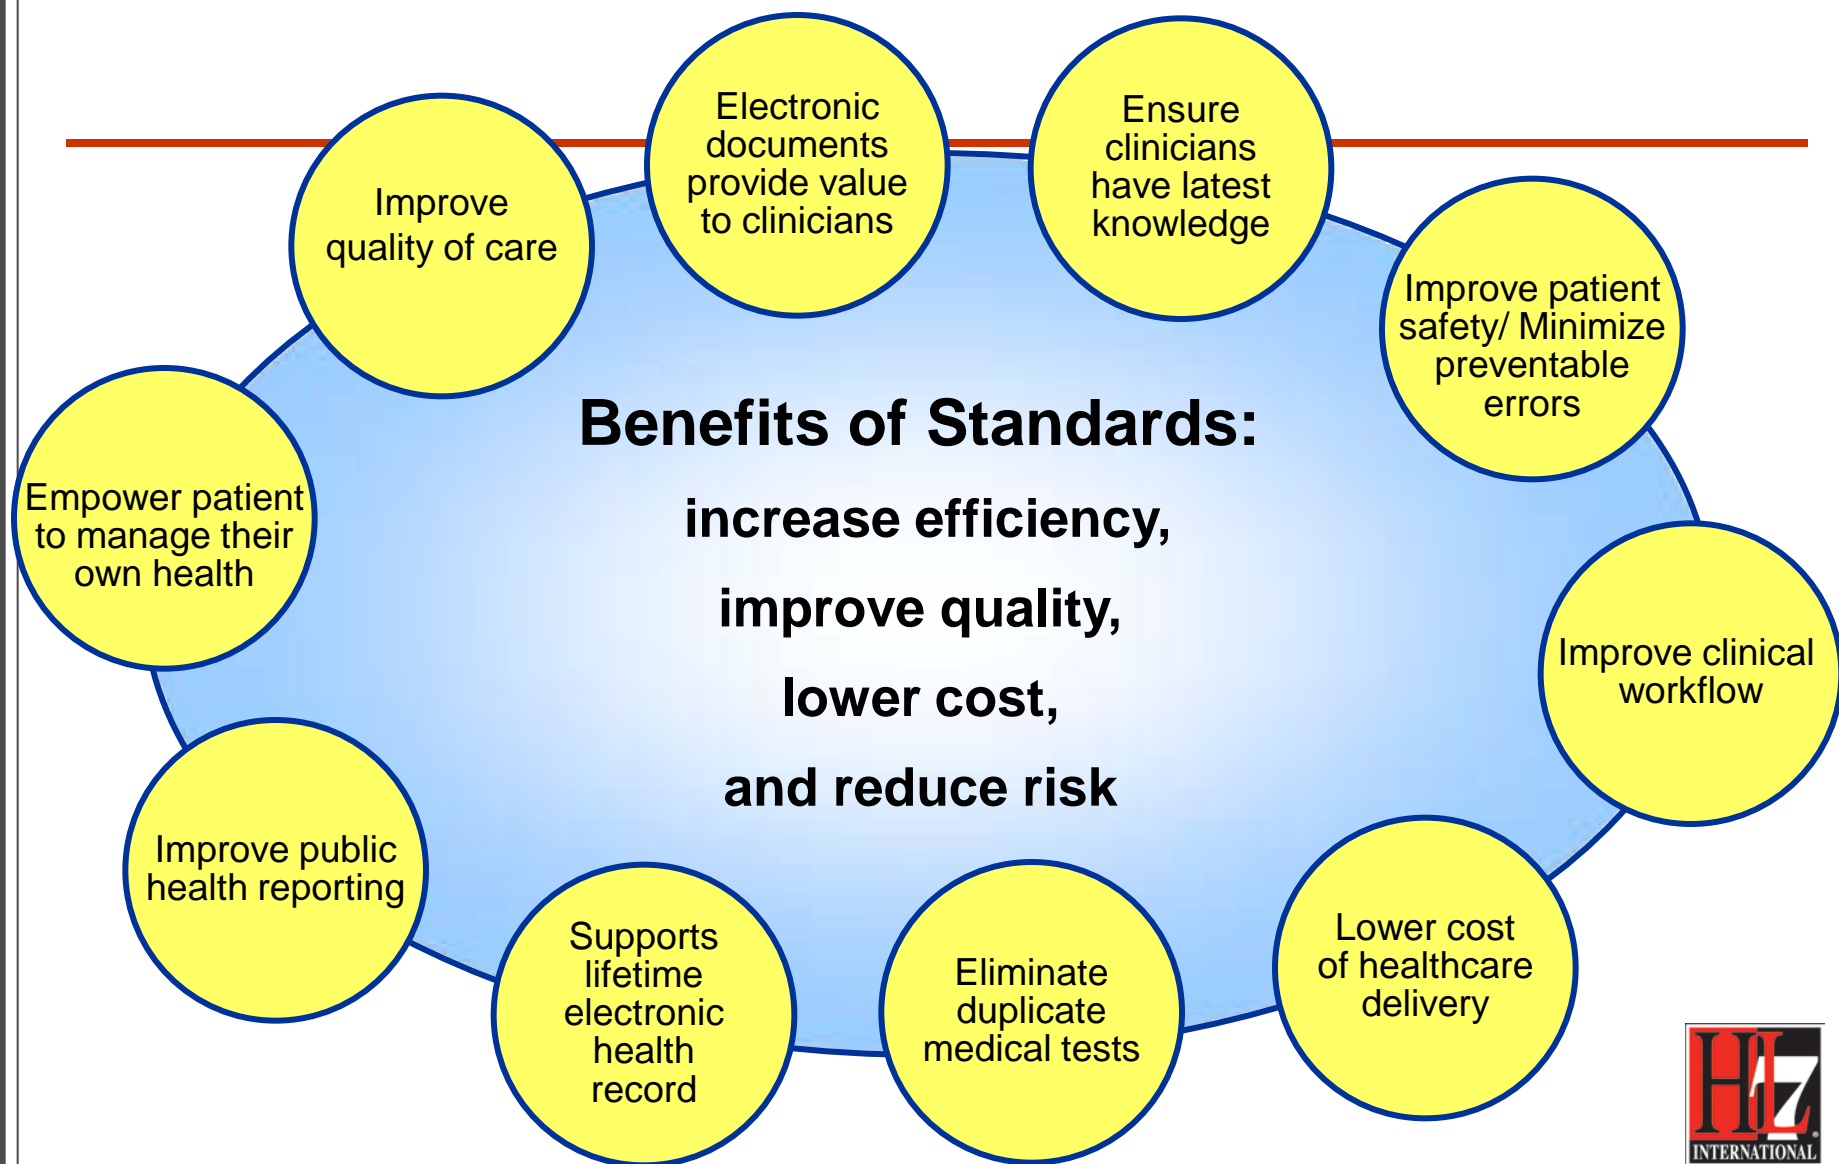 Electronic
documents
provide value
to clinicians
Ensure
clinicians
have latest
knowledge
Improve
quality of care
Improve patient
safety/ Minimize
preventable
errors
Benefits of Standards:
increase efficiency,
improve quality,
lower cost,
and reduce risk
Empower patient
to manage their
own health
Improve clinical
workflow
Improve public
health reporting
Supports
lifetime
electronic
health
record
Eliminate
duplicate
medical tests
Lower cost
of healthcare
delivery
HL7
INTERNATIONAL
®